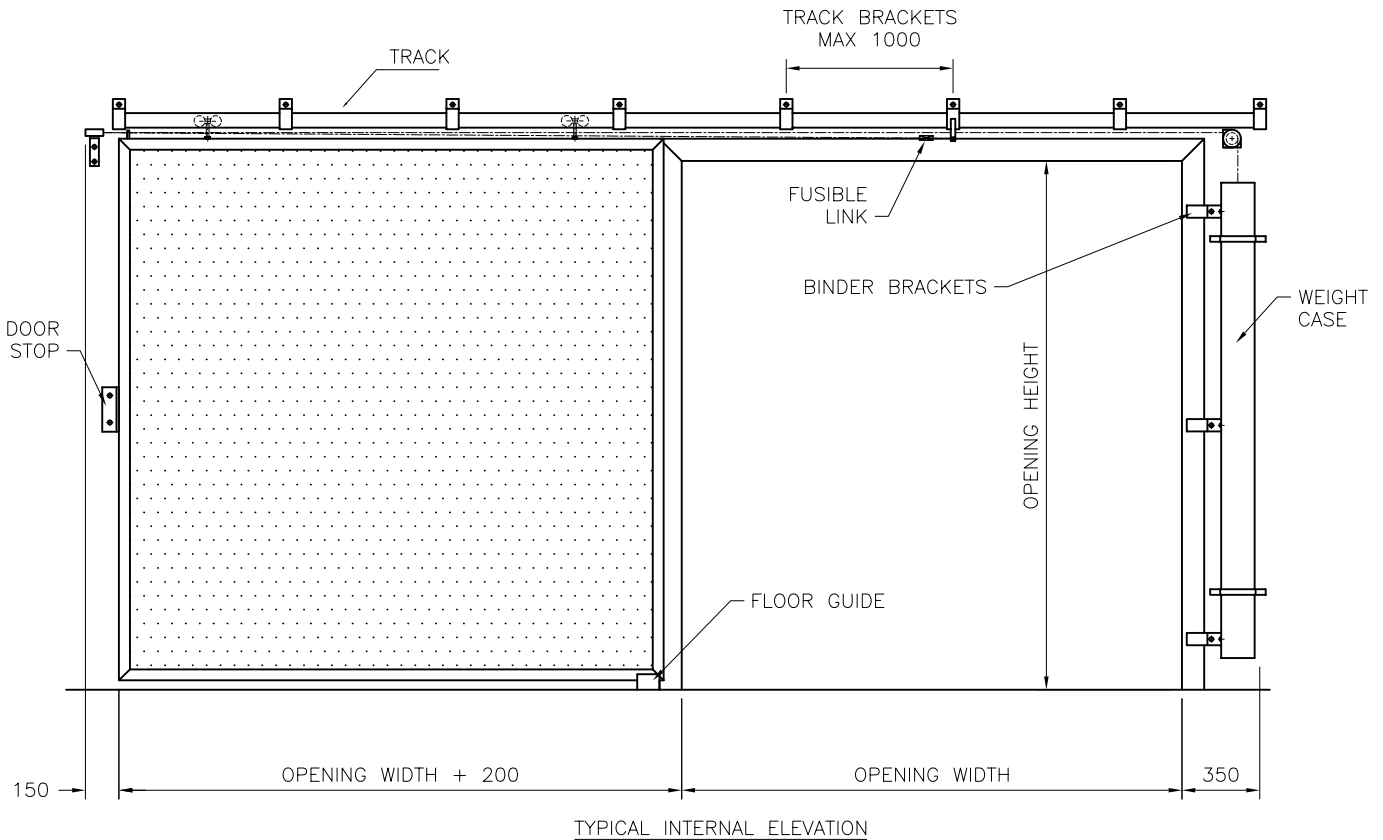 TRACK BRACKETS
MAX 1000
TRACK
FUSIBLE
LINK
BINDER BRACKETS
WEIGHT
CASE
DOOR
STOP
OPENING HEIGHT
FLOOR GUIDE
150
OPENING WIDTH + 200
OPENING WIDTH
350
TYPICAL INTERNAL ELEVATION